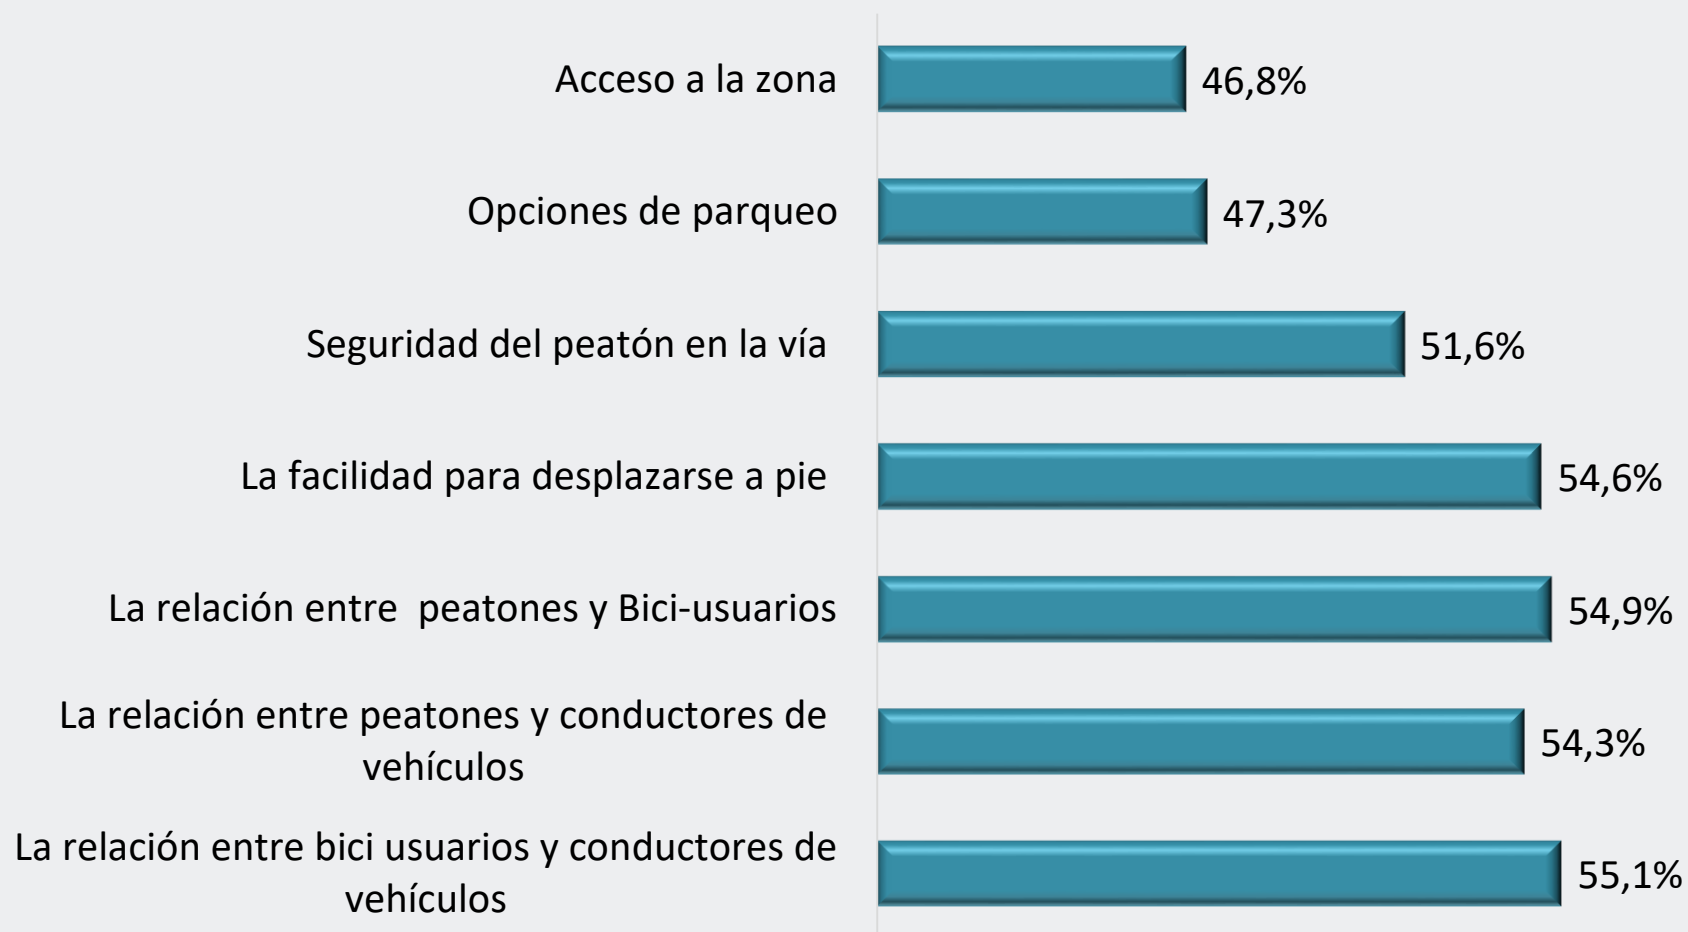 Acceso a la zona
46,8%
Opciones de parqueo
47,3%
Seguridad del peatón en la vía
51,6%
La facilidad para desplazarse a pie
54,6%
La relación entre  peatones y Bici-usuarios
54,9%
La relación entre peatones y conductores de
vehículos
54,3%
La relación entre bici usuarios y conductores de
vehículos
55,1%